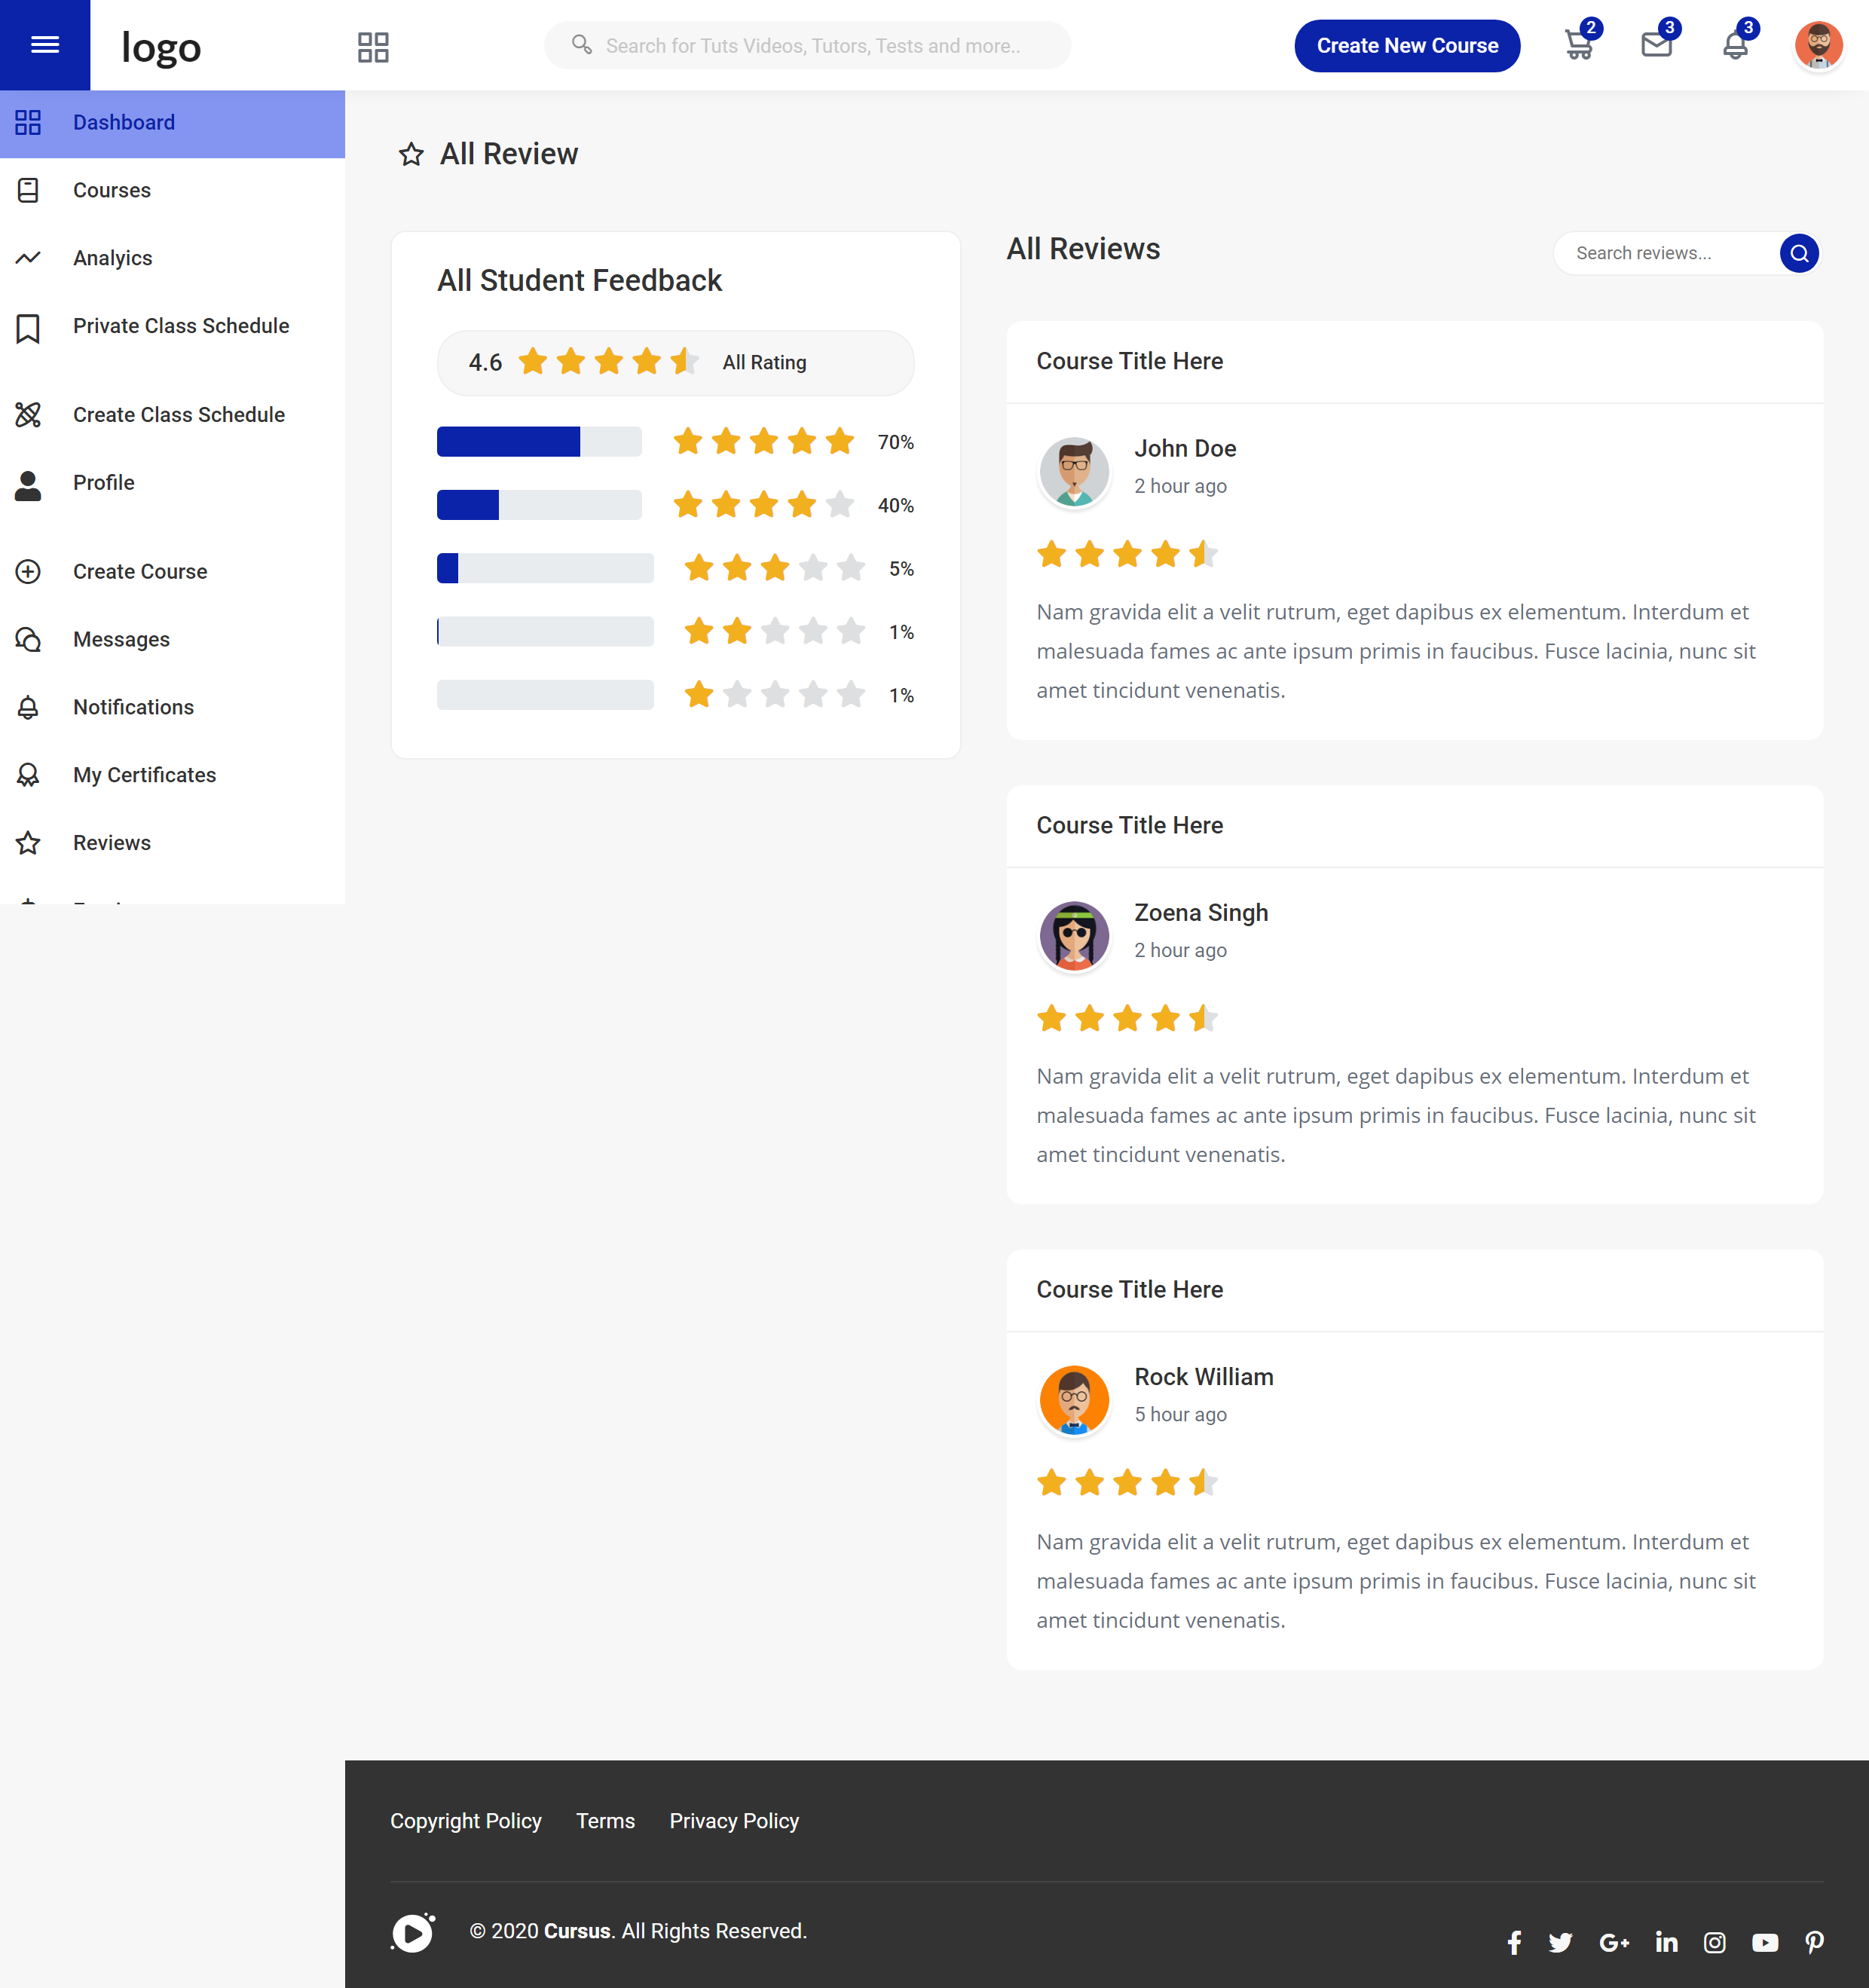 logo
Search for Tuts Videos, Tutors, Tests and more..
Create New Course
2
3
3
Dashboard
Courses
Analyics
Private Class Schedule
Create Class Schedule
Profile
Create Course
Messages
Notifications
My Certificates
Reviews
All Review
All Student Feedback
4.6 All Rating
70%
40%
5%
1%
1%
All Reviews
Search reviews...
Course Title Here
John Doe
2 hour ago
Nam gravida elit a velit rutrum, eget dapibus ex elementum. Interdum et
malesuada fames ac ante ipsum primis in faucibus. Fusce lacinia, nunc sit
amet tincidunt venenatis.
Course Title Here
Zoena Singh
2 hour ago
Nam gravida elit a velit rutrum, eget dapibus ex elementum. Interdum et
malesuada fames ac ante ipsum primis in faucibus. Fusce lacinia, nunc sit
amet tincidunt venenatis.
Course Title Here
Rock William
5 hour ago
Nam gravida elit a velit rutrum, eget dapibus ex elementum. Interdum et
malesuada fames ac ante ipsum primis in faucibus. Fusce lacinia, nunc sit
amet tincidunt venenatis.
Copyright Policy Terms Privacy Policy
© 2020 Cursus. All Rights Reserved.